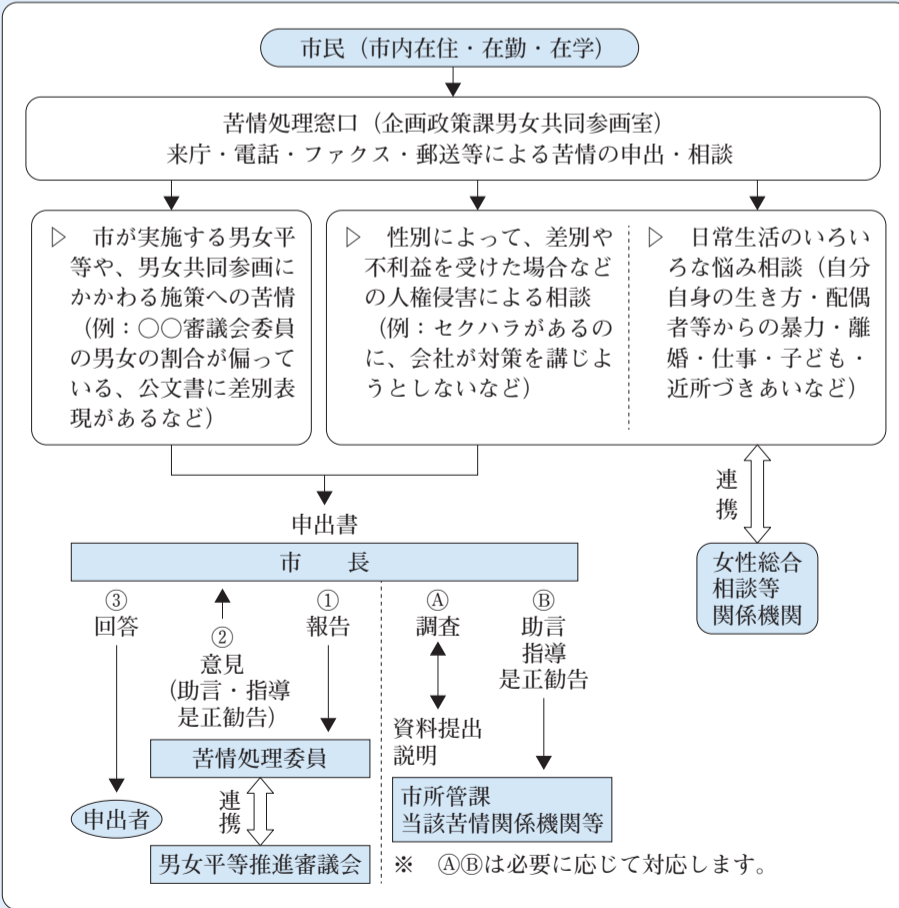 市民（市内在住・在勤・在学）
苦情処理窓口（企画政策課男女共同参画室）
来庁・電話・ファクス・郵送等による苦情の申出・相談
▷　市が実施する男女平
等や、男女共同参画に
かかわる施策への苦情
（例：○○審議会委員
の男女の割合が偏って
いる、公文書に差別表
現があるなど）
▷　性別によって、差別や
不利益を受けた場合など
の人権侵害による相談
（例：セクハラがあるの
に、会社が対策を講じよ
うとしないなど）
▷　日常生活のいろい
ろな悩み相談（自分
自身の生き方・配偶
者等からの暴力・離
婚・仕事・子ども・
近所づきあいなど）
連携
女性総合
相談等
関係機関
申出書
市　長
③
回答
②
意見
（助言・指導
是正勧告）
①
報告
Ⓐ
調査
Ⓑ
助言
指導
是正勧告
資料提出
説明
苦情処理委員
連携
申出者
市所管課
当該苦情関係機関等
男女平等推進審議会
※　ⒶⒷは必要に応じて対応します。